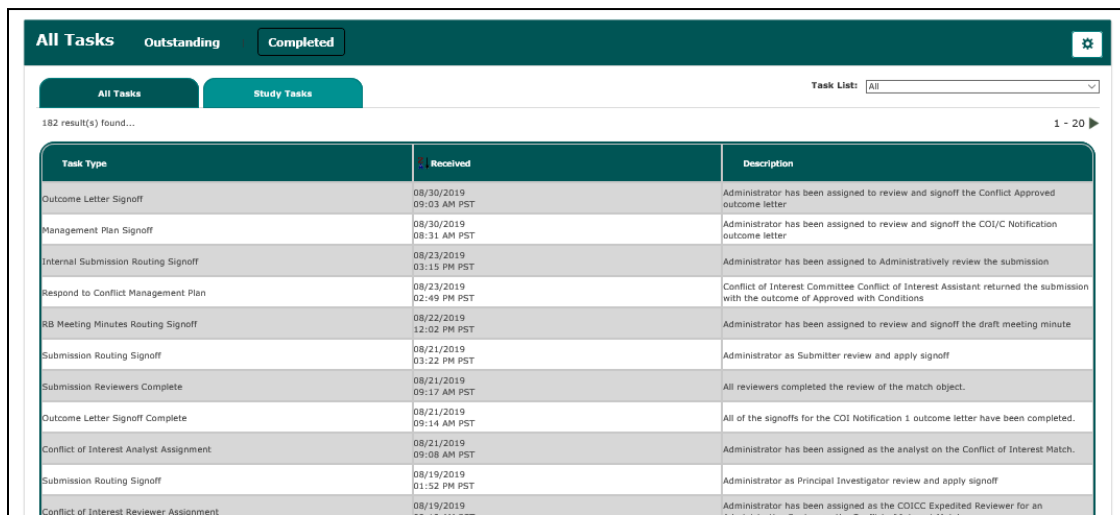 All Tasks Outstanding Completed
All Tasks Study Tasks Task List: All
182 result(s) found... 1 - 20
Task Type Received Description
Outcome Letter Signoff 08/30/2019 Administrator has been assigned to review and signoff the Conflict Approved
09:03 AM PST outcome letter
Management Plan Signoff 08/30/2019 Administrator has been assigned to review and signoff the COI/C Notification
08:31 AM PST outcome letter
Internal Submission Routing Signoff 08/23/2019 Administrator has been assigned to Administratively review the submission
03:15 PM PST
Respond to Conflict Management Plan 08/23/2019 Conflict of Interest Committee Conflict of Interest Assistant returned the submission
02:49 PM PST with the outcome of Approved with Conditions
RB Meeting Minutes Routing Signoff 08/22/2019 Administrator has been assigned to review and signoff the draft meeting minute
12:02 PM PST
Submission Routing Signoff 08/21/2019 Administrator as Submitter review and apply signoff
03:22 PM PST
Submission Reviewers Complete 08/21/2019 All reviewers completed the review of the match object.
09:17 AM PST
Outcome Letter Signoff Complete 08/21/2019 All of the signoffs for the COI Notification 1 outcome letter have been completed.
09:14 AM PST
Conflict of Interest Analyst Assignment 08/21/2019 Administrator has been assigned as the analyst on the Conflict of Interest Match.
09:08 AM PST
Submission Routing Signoff 08/19/2019 Administrator as Principal Investigator review and apply signoff
01:52 PM PST
Conflict of Interest Reviewer Assignment 08/19/2019 Administrator has been assigned as the COICC Expedited Reviewer for an